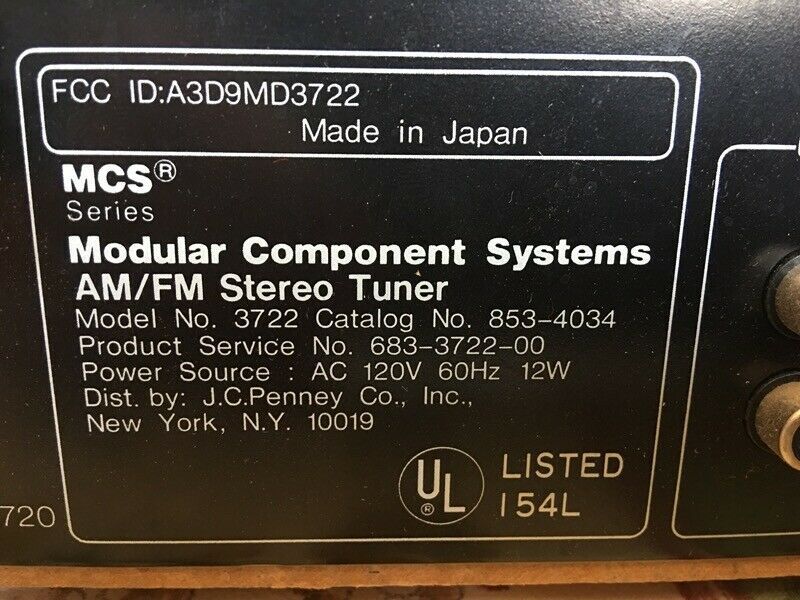 FCC ID:A3D9MD3722
Made in Japan
MCS®
Series
Modular Component Systems
AM/FM Stereo Tuner
Model No. 3722 Catalog No. 853-4034
Product Service No. 683-3722-00
Power Source : AC 120V 60Hz 12W
Dist. by: J.C.Penney Co., Inc.,
New York, N.Y. 10019
UL® LISTED
154L
720